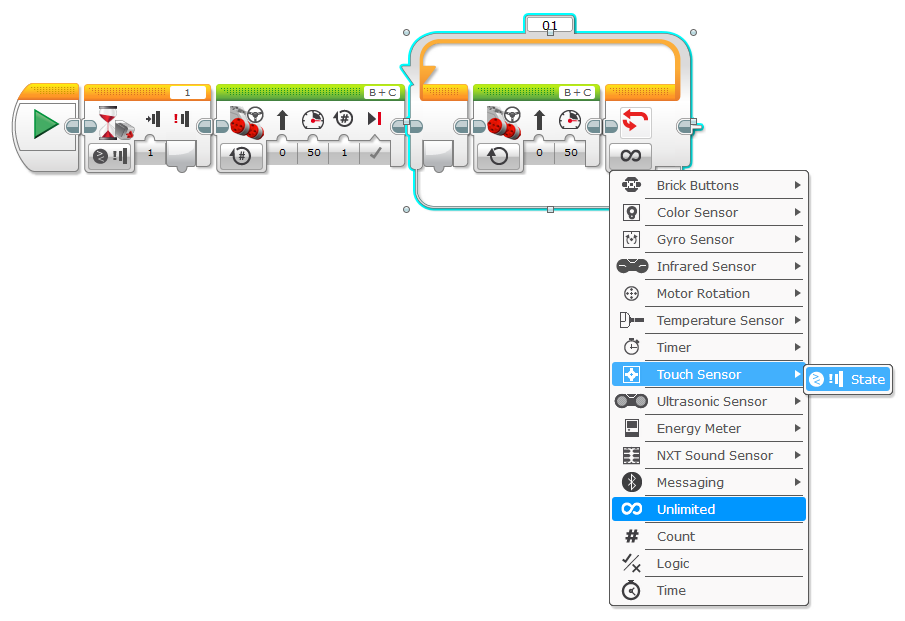 01
1
B + C
B + C
1
0
50
1
0
50
Brick Buttons
Color Sensor
Gyro Sensor
Infrared Sensor
Motor Rotation
Temperature Sensor
Timer
Touch Sensor
State
Ultrasonic Sensor
Energy Meter
NXT Sound Sensor
Messaging
Unlimited
Count
Logic
Time